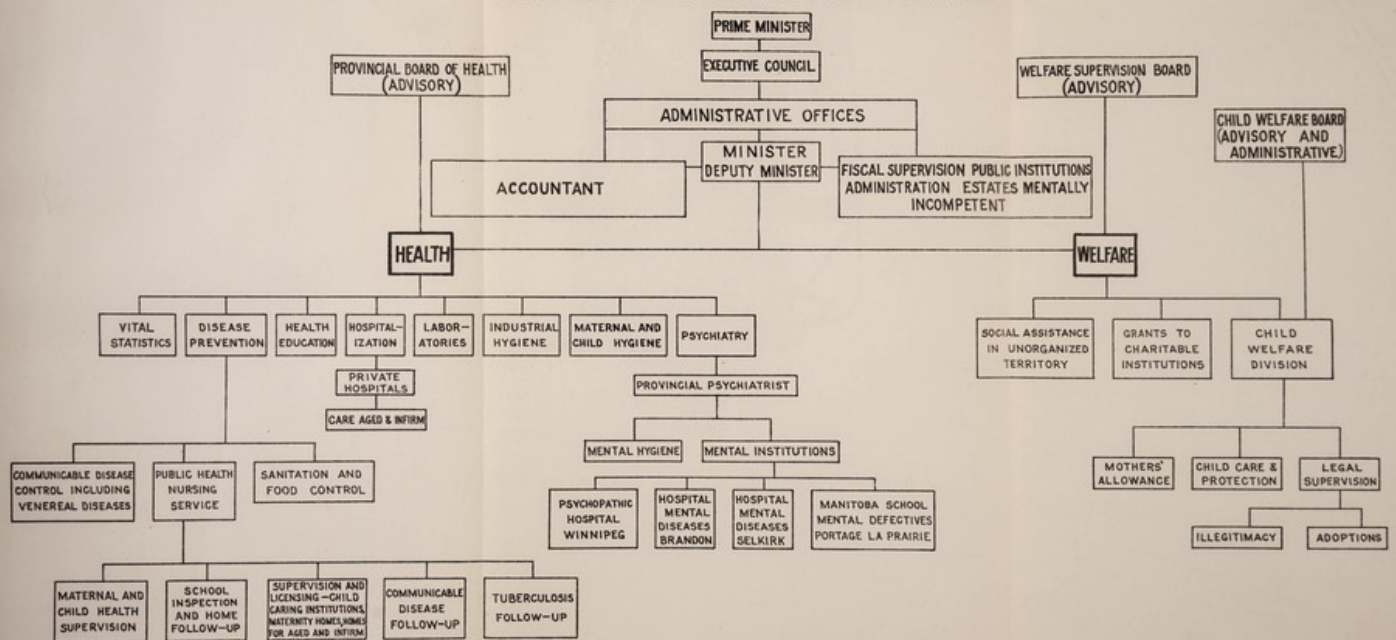 PRIME MINISTER
EXECUTIVE COUNCIL
PROVINCIAL BOARD OF HEALTH
(ADVISORY)
WELFARE SUPERVISION BOARD
(ADVISORY)
ADMINISTRATIVE OFFICES
CHILD WELFARE BOARD
(ADVISORY AND
ADMINISTRATIVE)
MINISTER
DEPUTY MINISTER
ACCOUNTANT
FISCAL SUPERVISION PUBLIC INSTITUTIONS
ADMINISTRATION ESTATES MENTALLY
INCOMPETENT
HEALTH
WELFARE
VITAL
STATISTICS
DISEASE
PREVENTION
HEALTH
EDUCATION
HOSPITAL-
IZATION
LABOR-
ATORIES
INDUSTRIAL
HYGIENE
MATERNAL AND
CHILD HYGIENE
PSYCHIATRY
SOCIAL ASSISTANCE
IN UNORGANIZED
TERRITORY
GRANTS TO
CHARITABLE
INSTITUTIONS
CHILD
WELFARE
DIVISION
PRIVATE
HOSPITALS
PROVINCIAL PSYCHIATRIST
CARE AGED & INFIRM
MENTAL HYGIENE
MENTAL INSTITUTIONS
COMMUNICABLE DISEASE
CONTROL INCLUDING
VENEREAL DISEASES
PUBLIC HEALTH
NURSING
SERVICE
SANITATION AND
FOOD CONTROL
MOTHERS'
ALLOWANCE
CHILD CARE &
PROTECTION
LEGAL
SUPERVISION
PSYCHOPATHIC
HOSPITAL
WINNIPEG
HOSPITAL
MENTAL
DISEASES
BRANDON
HOSPITAL
MENTAL
DISEASES
SELKIRK
MANITOBA SCHOOL
MENTAL DEFECTIVES
PORTAGE LA PRAIRIE
ILLEGITIMACY
ADOPTIONS
MATERNAL AND
CHILD HEALTH
SUPERVISION
SCHOOL
INSPECTION
AND HOME
FOLLOW-UP
SUPERVISION AND
LICENSING-CHILD
CARING INSTITUTIONS,
MATERNITY HOMES, HOMES
FOR AGED AND INFIRM
COMMUNICABLE
DISEASE
FOLLOW-UP
TUBERCULOSIS
FOLLOW-UP